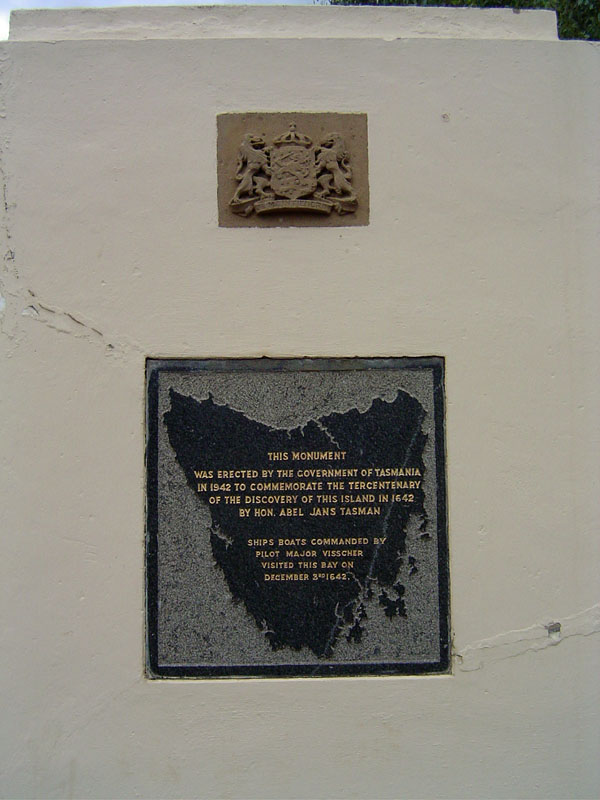 THIS MONUMENT
WAS ERECTED BY THE GOVERNMENT OF TASMANIA
IN 1942 TO COMMEMORATE THE TERCENTENARY
OF THE DISCOVERY OF THIS ISLAND IN 1642
BY HON. ABEL JANS TASMAN
SHIPS BOATS COMMANDED BY
PILOT MAJOR VISSCHER
VISITED THIS BAY ON
DECEMBER 3RD 1642.